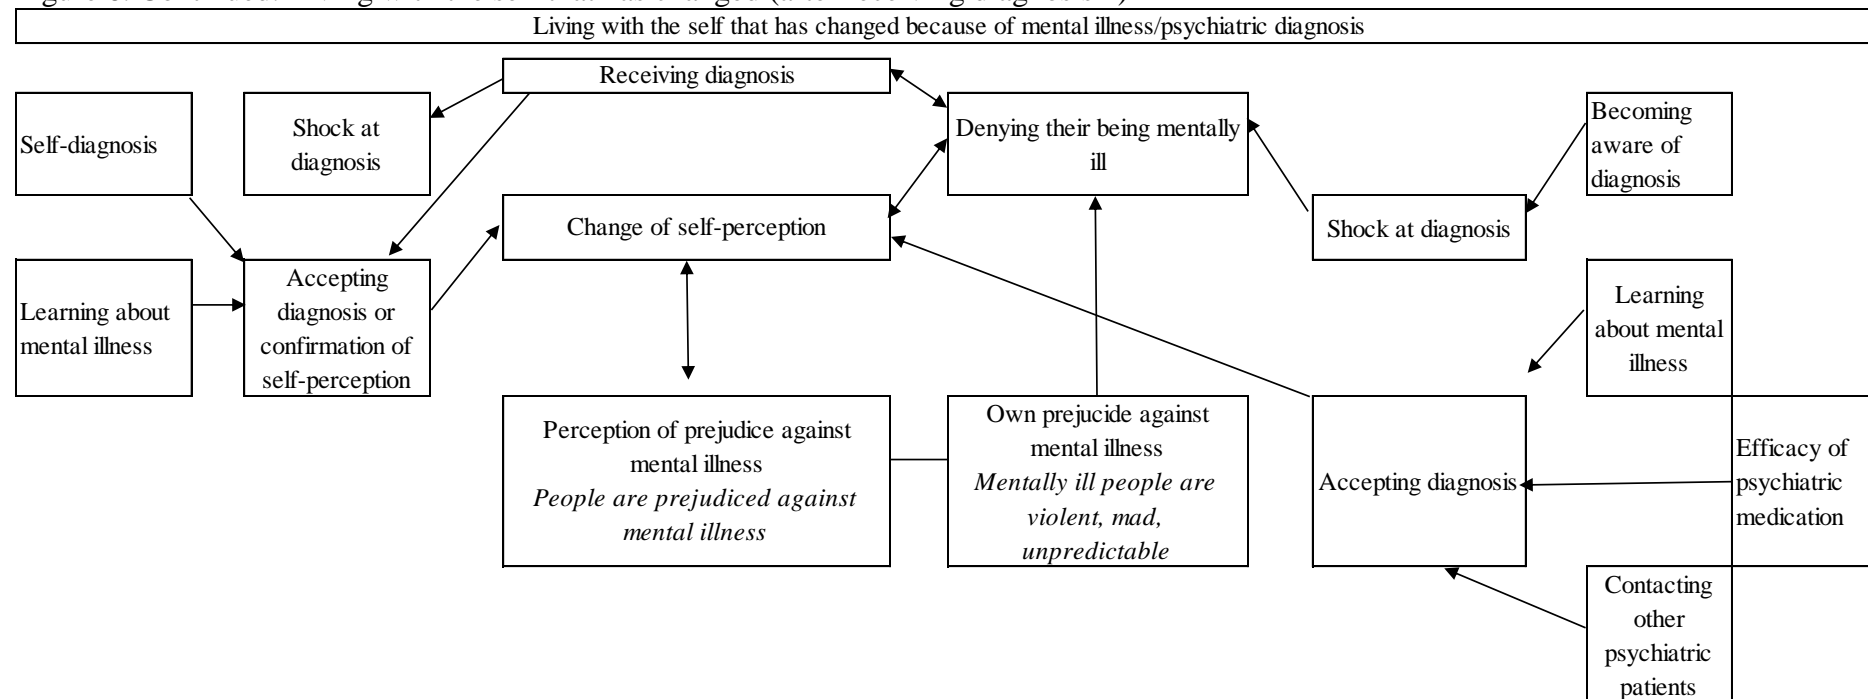 Living with the self that has changed because of mental illness/psychiatric diagnosis
Receiving diagnosis
Self-diagnosis
Shock at
diagnosis
Denying their being mentally
ill
Becoming
aware of
diagnosis
Change of self-perception
Shock at diagnosis
Learning about
mental illness
Accepting
diagnosis or
confirmation of
self-perception
Learning
about mental
illness
Perception of prejudice against
mental illness
People are prejudiced against
mental illness
Own prejucide against
mental illness
Mentally ill people are
violent, mad,
unpredictable
Accepting diagnosis
Efficacy of
psychiatric
medication
Contacting
other
psychiatric
patients